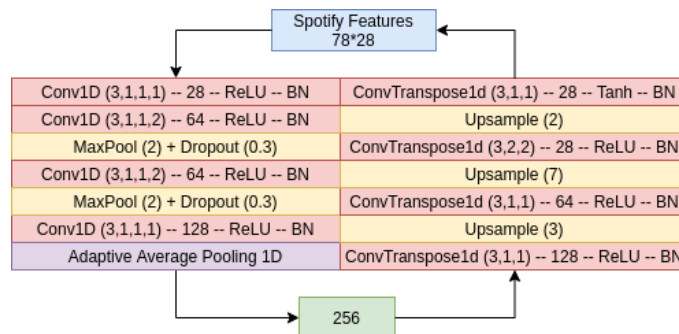 Spotify Features
78*28
Conv1D (3,1,1,1) -- 28 -- ReLU -- BN
Conv1D (3,1,1,2) -- 64 -- ReLU -- BN
MaxPool (2) + Dropout (0.3)
Conv1D (3,1,1,2) -- 64 -- ReLU -- BN
MaxPool (2) + Dropout (0.3)
Conv1D (3,1,1,1) -- 128 -- ReLU -- BN
Adaptive Average Pooling 1D
ConvTranspose1d (3,1,1) -- 28 -- Tanh -- BN
Upsample (2)
ConvTranspose1d (3,2,2) -- 28 -- ReLU -- BN
Upsample (7)
ConvTranspose1d (3,1,1) -- 64 -- ReLU -- BN
Upsample (3)
ConvTranspose1d (3,1,1) -- 128 -- ReLU -- BN
256